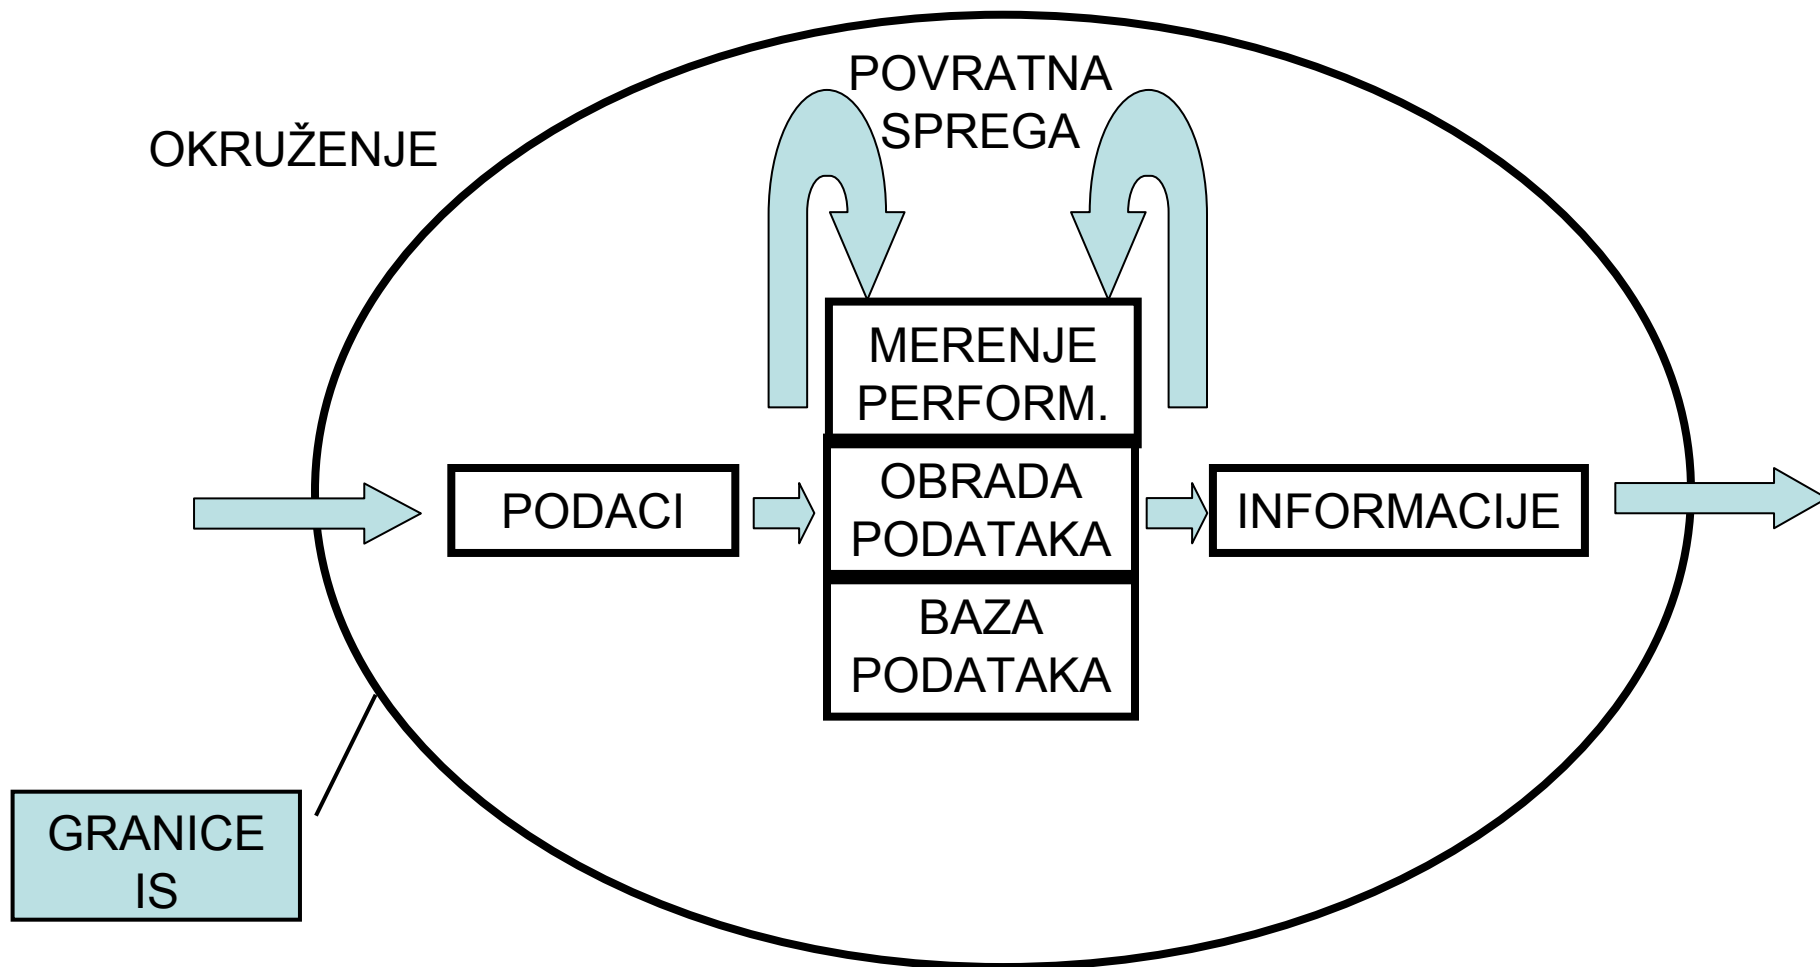 POVRATNA
SPREGA
OKRUŽENJE
MERENJE
PERFORM.
PODACI
OBRADA
PODATAKA
INFORMACIJE
BAZA
PODATAKA
GRANICE
IS